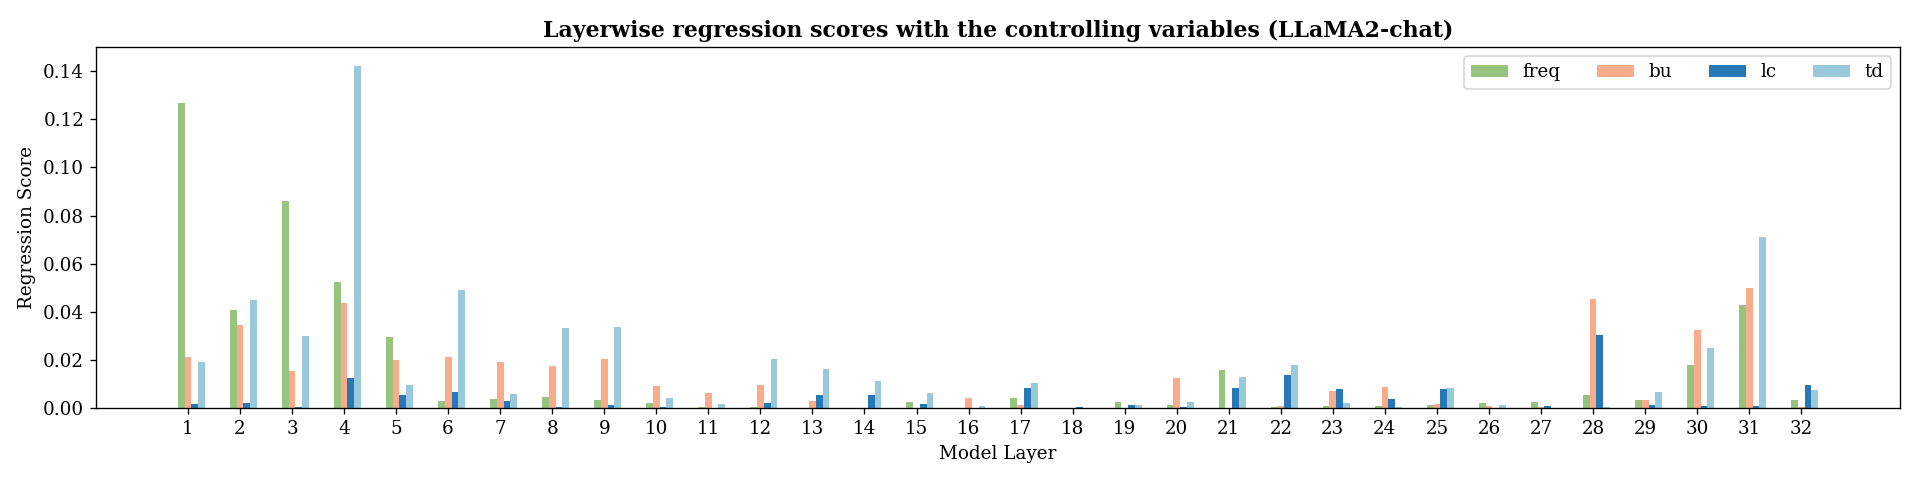 Layerwise regression scores with the controlling variables (LLaMA2-chat)
freq bu lc td
Regression Score
0.14
0.12
0.10
0.08
0.06
0.04
0.02
0.00
1 2 3 4 5 6 7 8 9 10 11 12 13 14 15 16 17 18 19 20 21 22 23 24 25 26 27 28 29 30 31 32
Model Layer